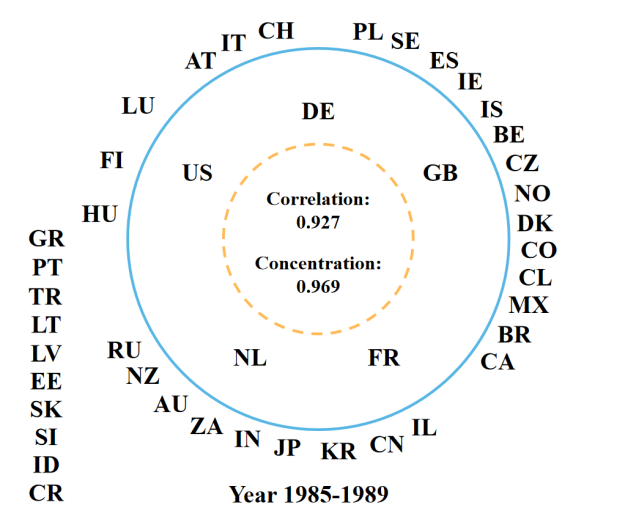 CH
PL
IT
SE
AT
ES
IE
LU
IS
DE
BE
FI
US
GB
CZ
NO
HU
Correlation:
0.927
DK
GR
CO
PT
Concentration:
0.969
CL
TR
MX
LT
BR
LV
RU
NL
FR
CA
EE
NZ
SK
AU
SI
ZA
IN
JP
KR
CN
IL
ID
CR
Year 1985-1989